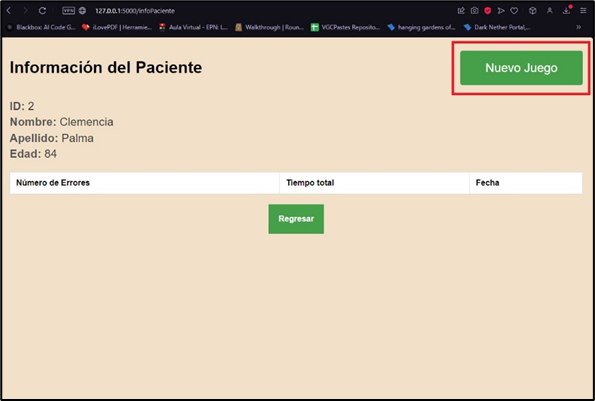 VPN 127.0.0.1:5000/infoPaciente
Blackbox: AI Code G... iLovePDF | Herramie... Aula Virtual - EPN: I... Walkthrough | Roun... VGCPastes Reposito... hanging gardens of... Dark Nether Portal,... »
Información del Paciente
Nuevo Juego
ID: 2
Nombre: Clemencia
Apellido: Palma
Edad: 84
Número de Errores Tiempo total Fecha
Regresar